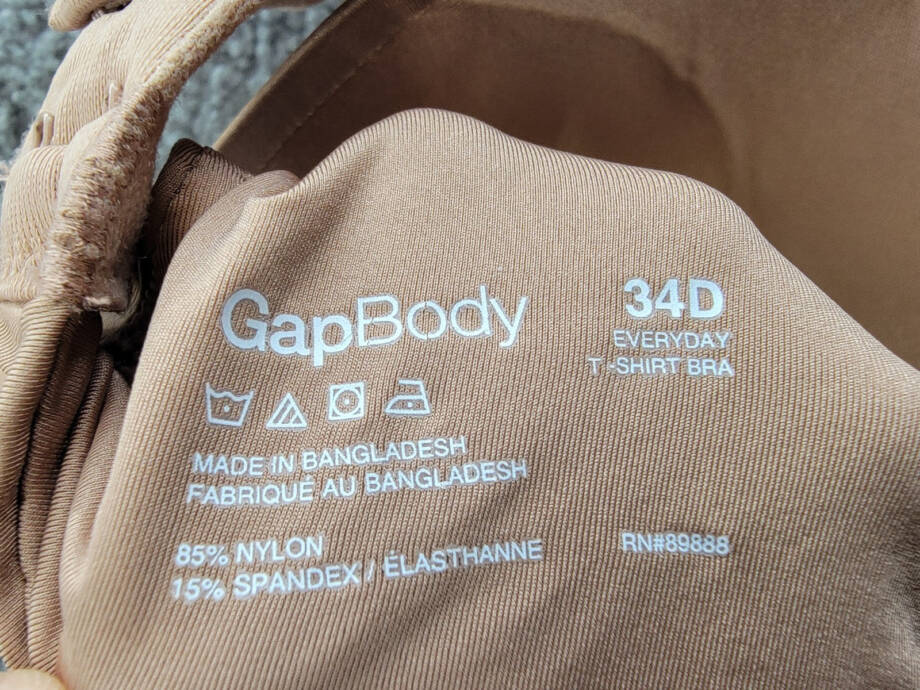 GapBody
34D
EVERYDAY
T-SHIRT BRA
MADE IN BANGLADESH
FABRIQUÉ AU BANGLADESH
85% NYLON
15% SPANDEX / ÉLASTHANNE
RN#89888